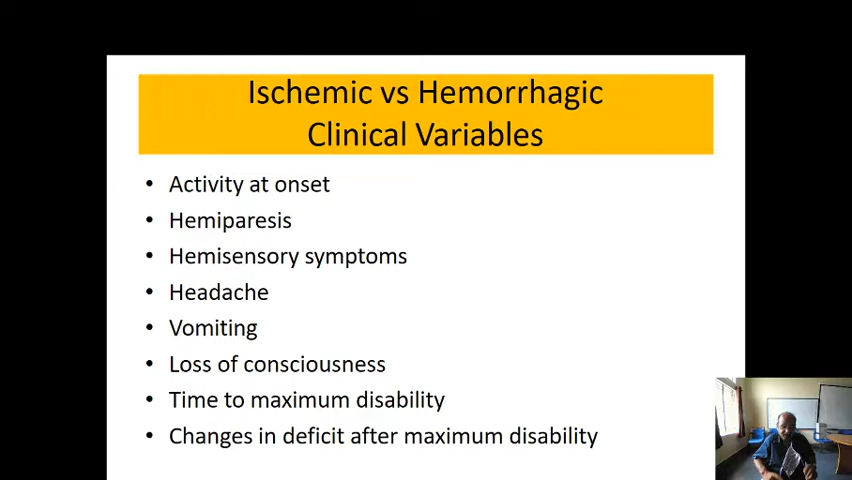 Ischemic vs Hemorrhagic
Clinical Variables
• Activity at onset
• Hemiparesis
• Hemisensory symptoms
• Headache
• Vomiting
• Loss of consciousness
• Time to maximum disability
• Changes in deficit after maximum disability